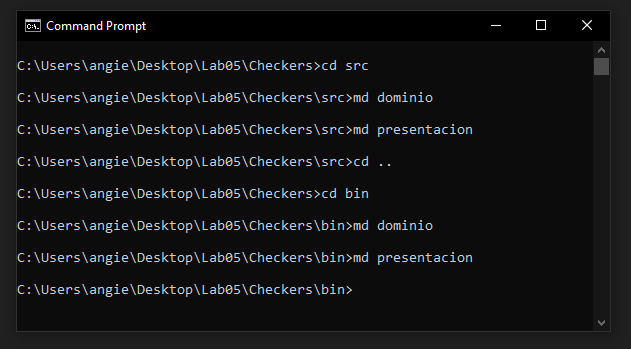 Command Prompt
C:\Users\angie\Desktop\Lab05\Checkers>cd src
C:\Users\angie\Desktop\Lab05\Checkers\src>md dominio
C:\Users\angie\Desktop\Lab05\Checkers\src>md presentacion
C:\Users\angie\Desktop\Lab05\Checkers\src>cd ..
C:\Users\angie\Desktop\Lab05\Checkers>cd bin
C:\Users\angie\Desktop\Lab05\Checkers\bin>md dominio
C:\Users\angie\Desktop\Lab05\Checkers\bin>md presentacion
C:\Users\angie\Desktop\Lab05\Checkers\bin>